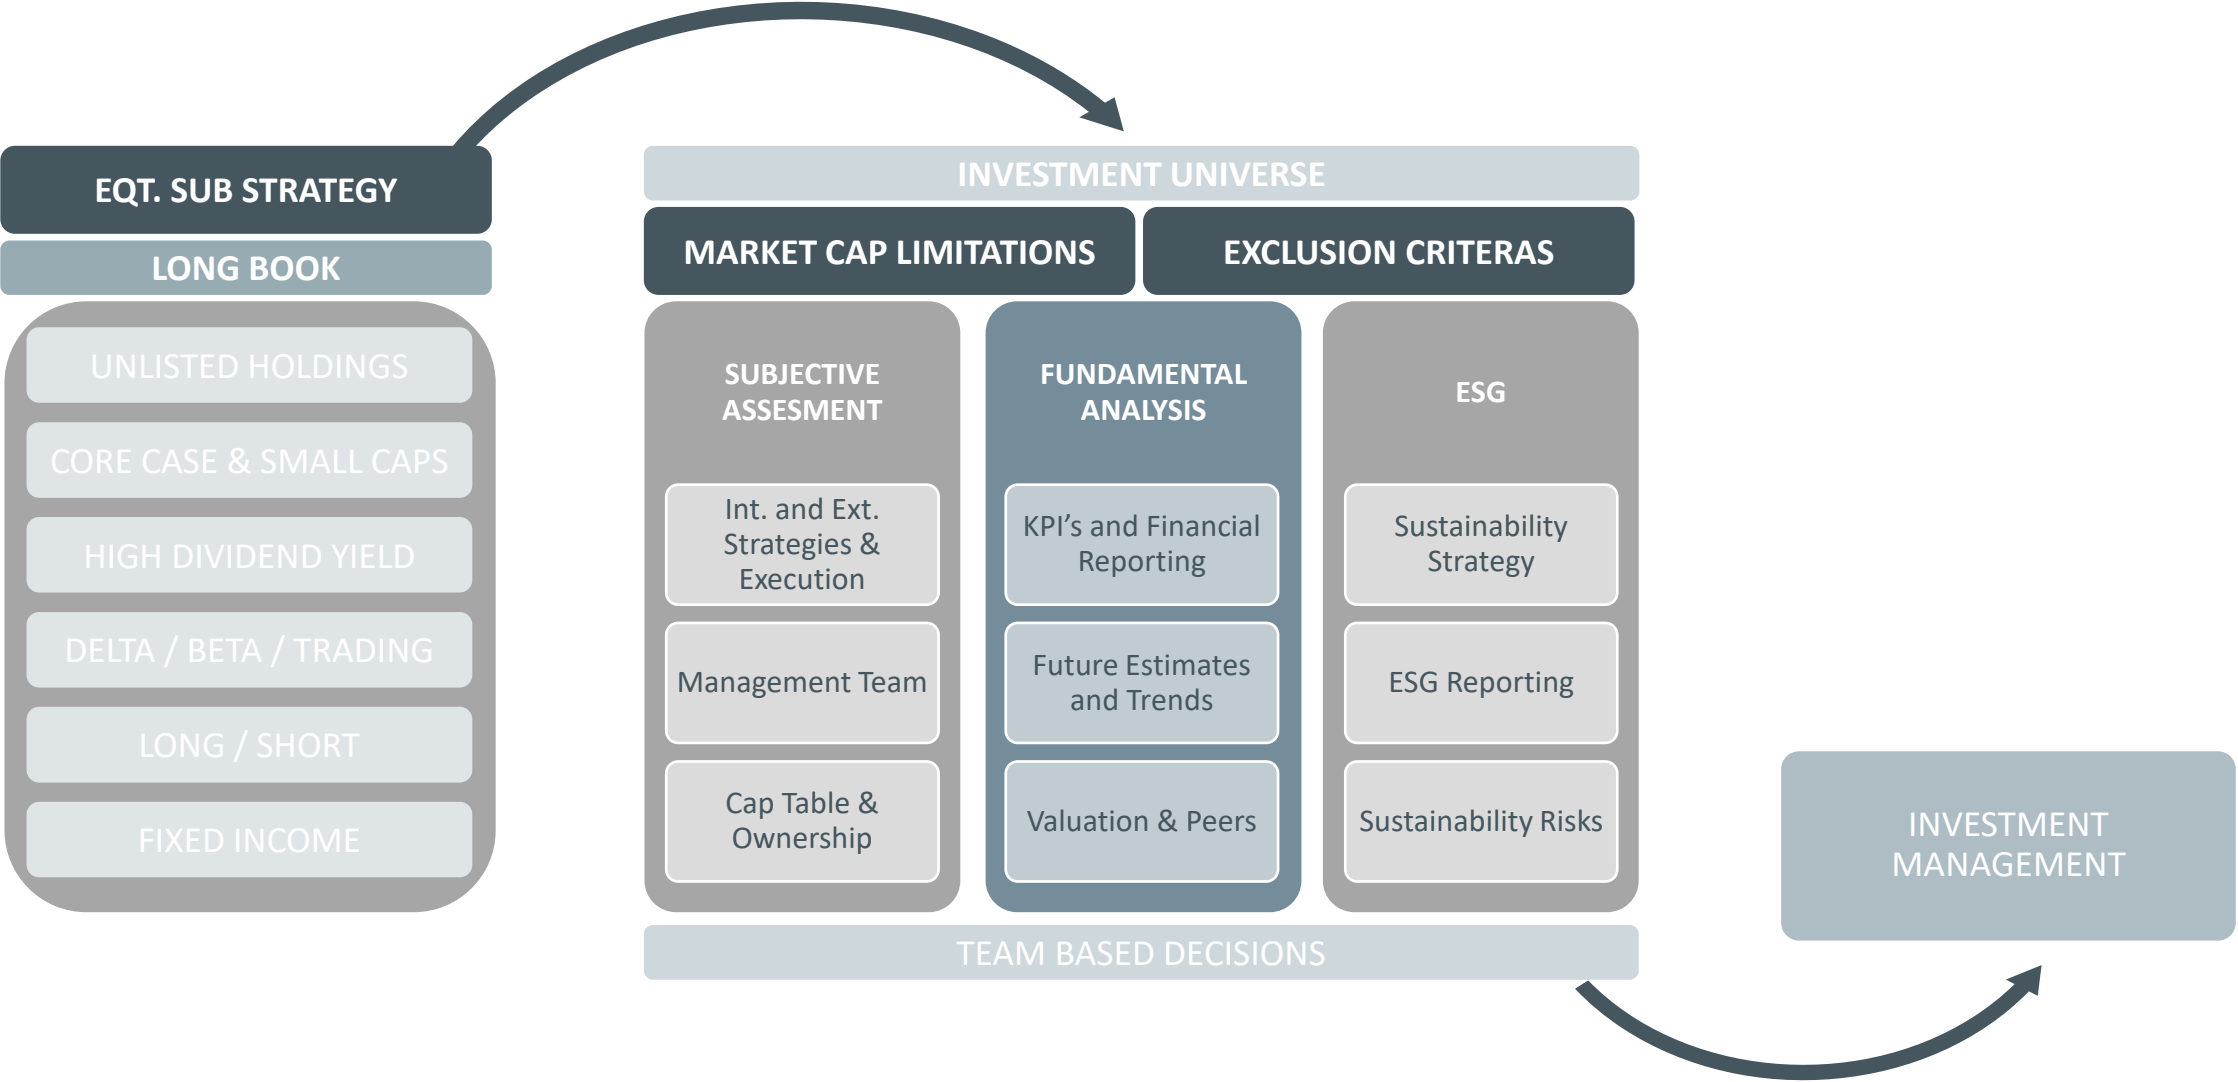 EQT. SUB STRATEGY
LONG BOOK
UNLISTED HOLDINGS
CORE CASE & SMALL CAPS
HIGH DIVIDEND YIELD
DELTA / BETA / TRADING
LONG / SHORT
FIXED INCOME
INVESTMENT UNIVERSE
MARKET CAP LIMITATIONS
EXCLUSION CRITERAS
SUBJECTIVE
ASSESMENT
Int. and Ext.
Strategies &
Execution
Management Team
Cap Table &
Ownership
FUNDAMENTAL
ANALYSIS
KPI’s and Financial
Reporting
Future Estimates
and Trends
Valuation & Peers
ESG
Sustainability
Strategy
ESG Reporting
Sustainability Risks
TEAM BASED DECISIONS
INVESTMENT
MANAGEMENT